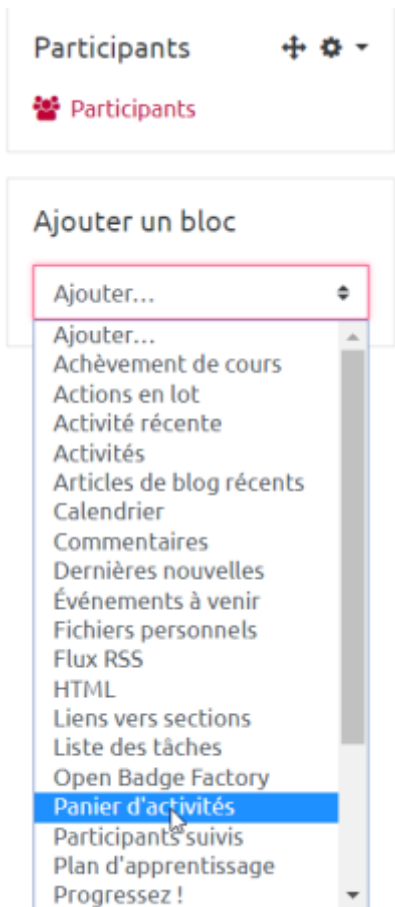 Participants
Participants
Ajouter un bloc
Ajouter...
Ajouter...
Achèvement de cours
Actions en lot
Activité récente
Activités
Articles de blog récents
Calendrier
Commentaires
Dernières nouvelles
Événements à venir
Fichiers personnels
Flux RSS
HTML
Liens vers sections
Liste des tâches
Open Badge Factory
Panier d'activités
Participants suivis
Plan d'apprentissage
Progressez !